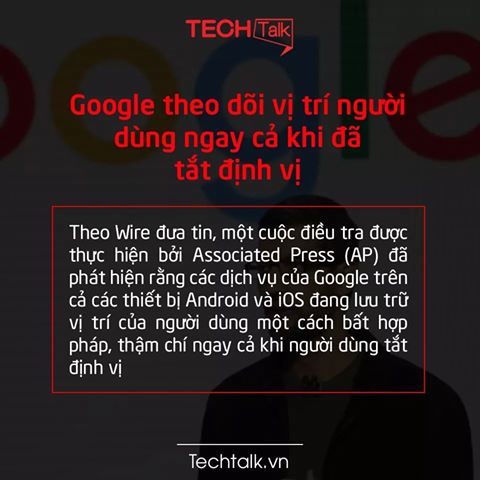 TECH Talk
Google theo dõi vị trí người
dùng ngay cả khi đã
tắt định vị
Theo Wire đưa tin, một cuộc điều tra được
thực hiện bởi Associated Press (AP) đã
phát hiện rằng các dịch vụ của Google trên
cả các thiết bị Android và iOS đang lưu trữ
vị trí của người dùng một cách bất hợp
pháp, thậm chí ngay cả khi người dùng tắt
định vị
Techtalk.vn